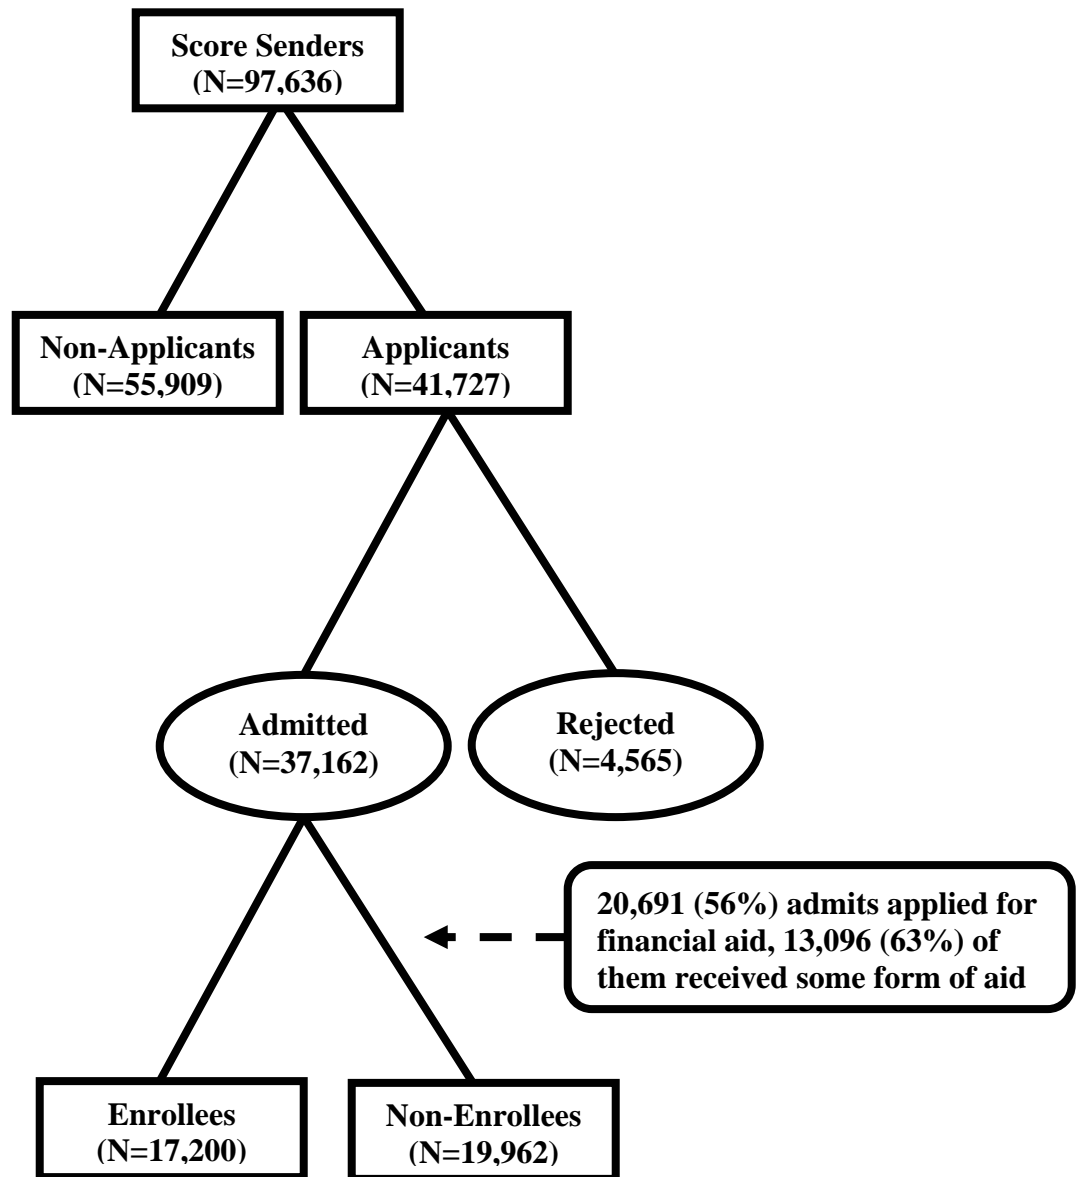 Score Senders
(N=97,636)
Non-Applicants
(N=55,909)
Applicants
(N=41,727)
Admitted
(N=37,162)
Rejected
(N=4,565)
20,691 (56%) admits applied for
financial aid, 13,096 (63%) of
them received some form of aid
Enrollees
(N=17,200)
Non-Enrollees
(N=19,962)